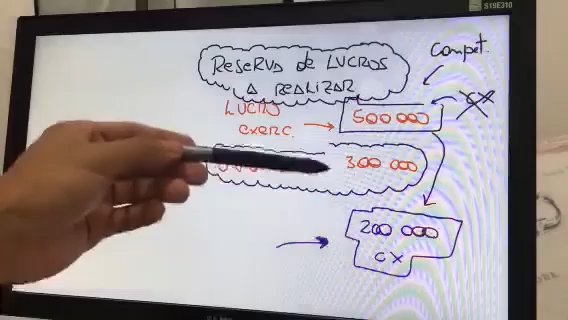 S19E310
Compet.
RESERVA de LUCROS
A REALIZAR
LUCRO
EXERC.
500 000
CX
300 000
200 000
CX